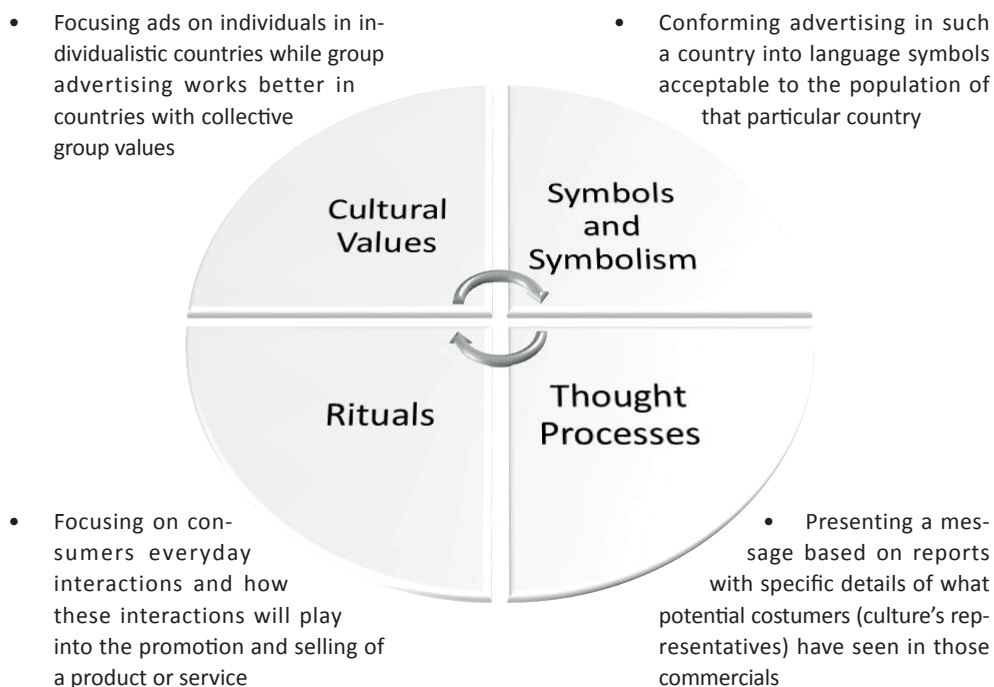 • Focusing ads on individuals in in-
dividualistic countries while group
advertising works better in
countries with collective
group values
• Conforming advertising in such
a country into language symbols
acceptable to the population of
that particular country
Cultural
Values
Symbols
and
Symbolism
Rituals
Thought
Processes
• Focusing on con-
sumers everyday
interactions and how
these interactions will play
into the promotion and selling of
a product or service
• Presenting a mes-
sage based on reports
with specific details of what
potential costumers (culture’s rep-
resentatives) have seen in those
commercials